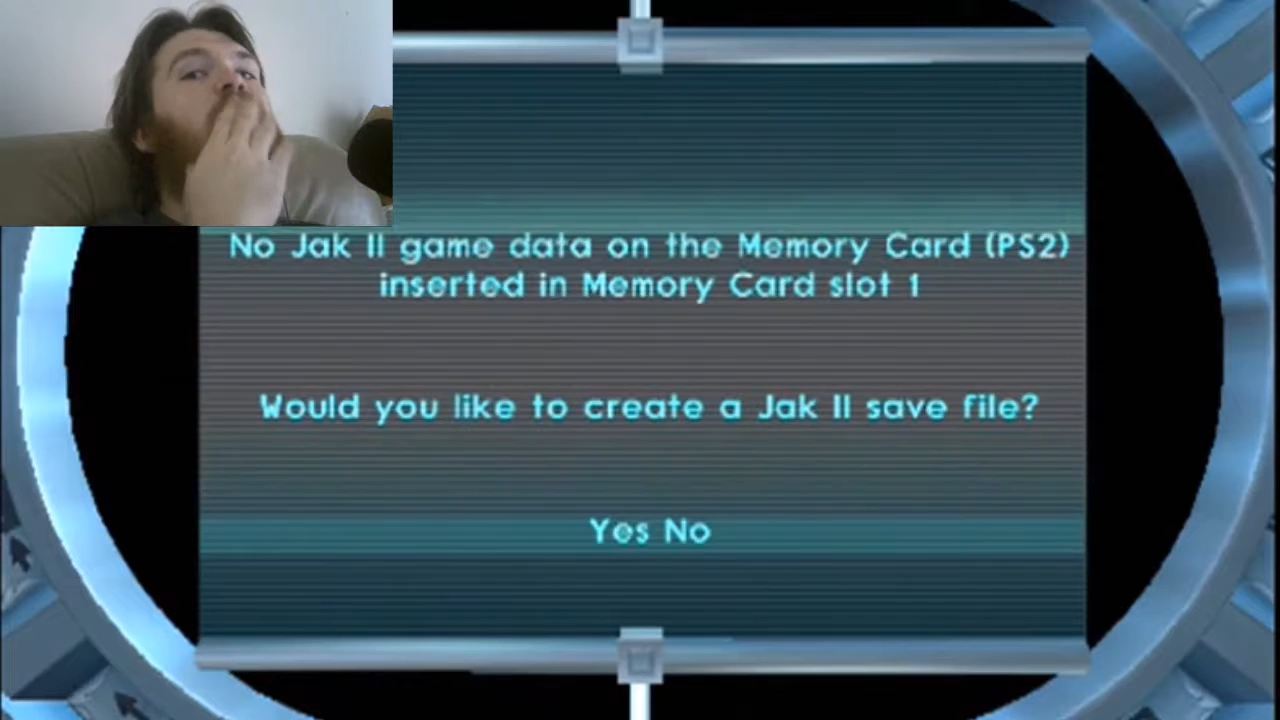 No Jak II game data on the Memory Card (PS2)
inserted in Memory Card slot 1
Would you like to create a Jak II save file?
Yes No